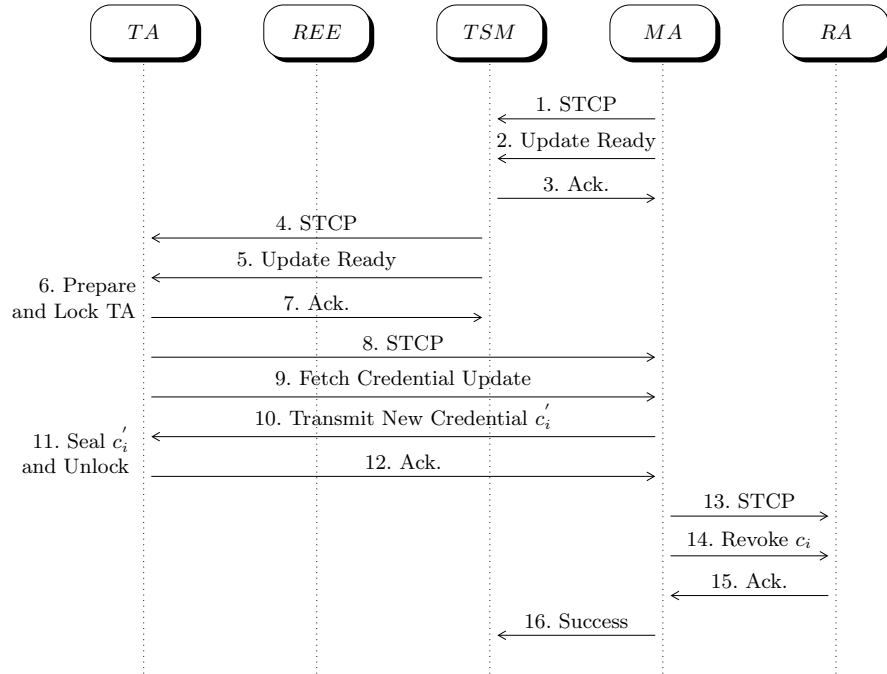 TA REE TSM MA RA
1. STCP
2. Update Ready
3. Ack.
4. STCP
5. Update Ready
6. Prepare
and Lock TA
7. Ack.
8. STCP
9. Fetch Credential Update
10. Transmit New Credential c_i'
11. Seal c_i'
and Unlock
12. Ack.
13. STCP
14. Revoke c_i
15. Ack.
16. Success